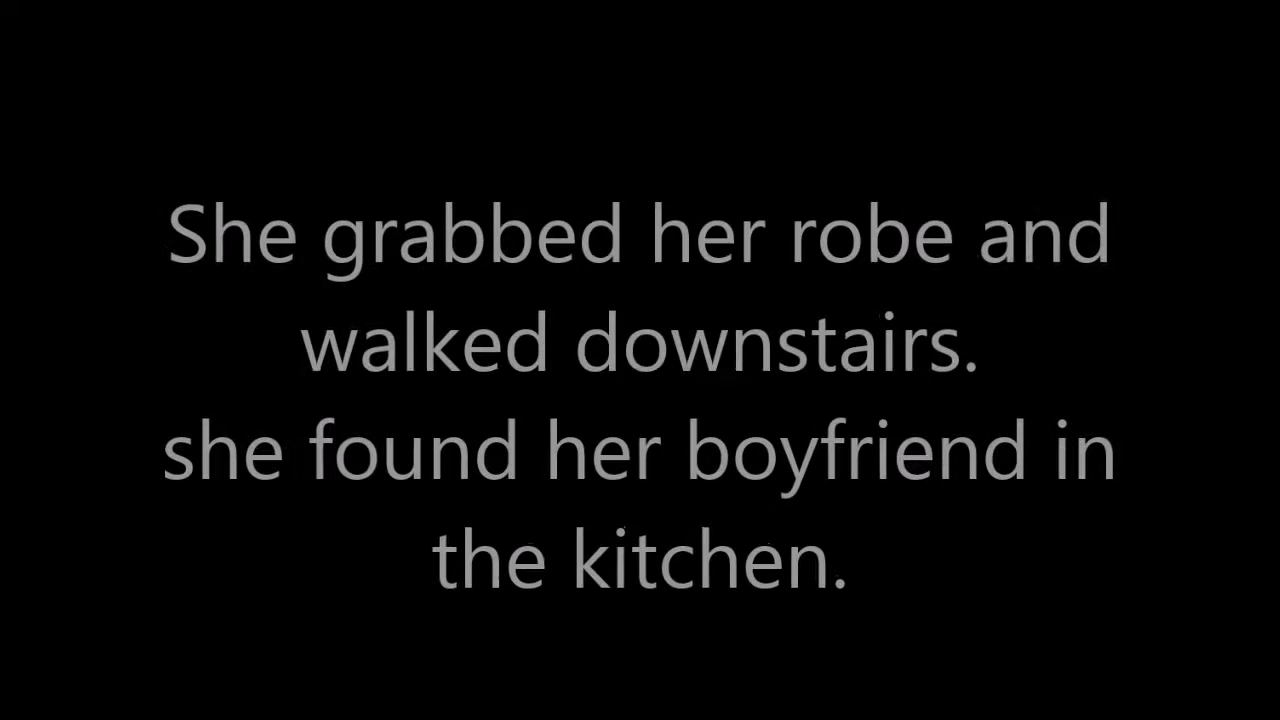 She grabbed her robe and
walked downstairs.
she found her boyfriend in
the kitchen.